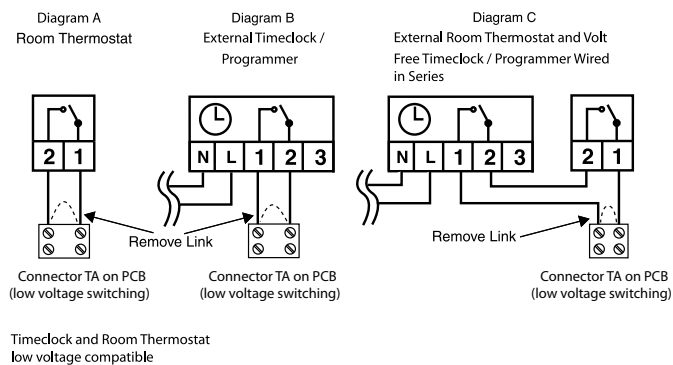 Diagram A
Room Thermostat
Diagram B
External Timeclock /
Programmer
Diagram C
External Room Thermostat and Volt
Free Timeclock / Programmer Wired
in Series
2 1
N L 1 2 3
N L 1 2 3
2 1
Remove Link
Remove Link
Connector TA on PCB
(low voltage switching)
Connector TA on PCB
(low voltage switching)
Connector TA on PCB
(low voltage switching)
Timeclock and Room Thermostat
low voltage compatible